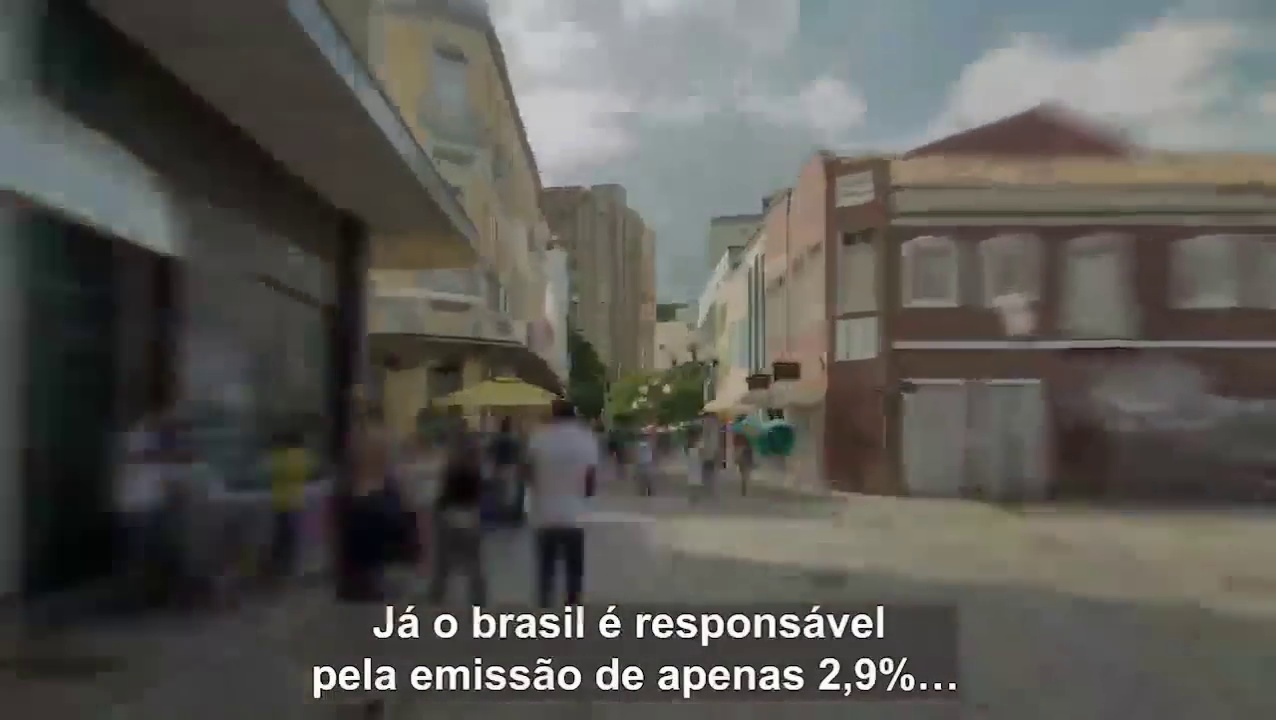 Já o brasil é responsável
pela emissão de apenas 2,9%...